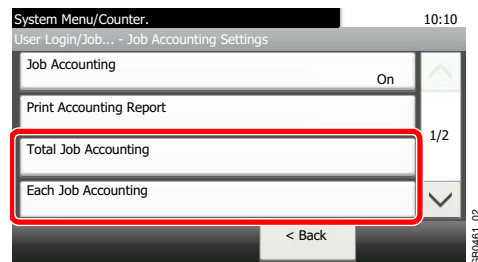 System Menu/Counter.
10:10
User Login/Job... - Job Accounting Settings
Job Accounting
On
Print Accounting Report
1/2
Total Job Accounting
Each Job Accounting
< Back
GB0461_02